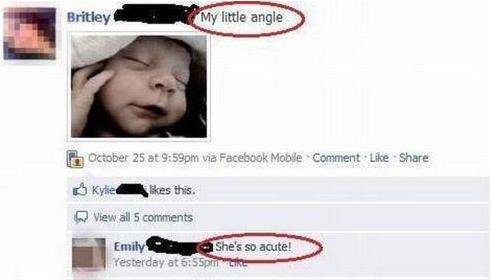 Britley My little angle
October 25 at 9:59pm via Facebook Mobile · Comment · Like · Share
Kylie likes this.
View all 5 comments
Emily She's so acute!
Yesterday at 6:55pm · Like